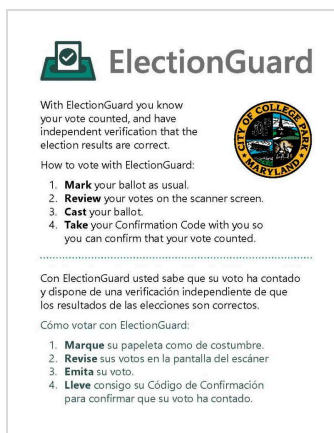 ElectionGuard
With ElectionGuard you know
your vote counted, and have
independent verification that the
election results are correct.
CITY OF COLLEGE PARK
MARYLAND
How to vote with ElectionGuard:
1. Mark your ballot as usual.
2. Review your votes on the scanner screen.
3. Cast your ballot.
4. Take your Confirmation Code with you so
you can confirm that your vote counted.
Con ElectionGuard usted sabe que su voto ha contado
y dispone de una verificación independiente de que
los resultados de las elecciones son correctos.
Cómo votar con ElectionGuard:
1. Marque su papeleta como de costumbre.
2. Revise sus votos en la pantalla del escáner
3. Emita su voto.
4. Lleve consigo su Código de Confirmación
para confirmar que su voto ha contado.